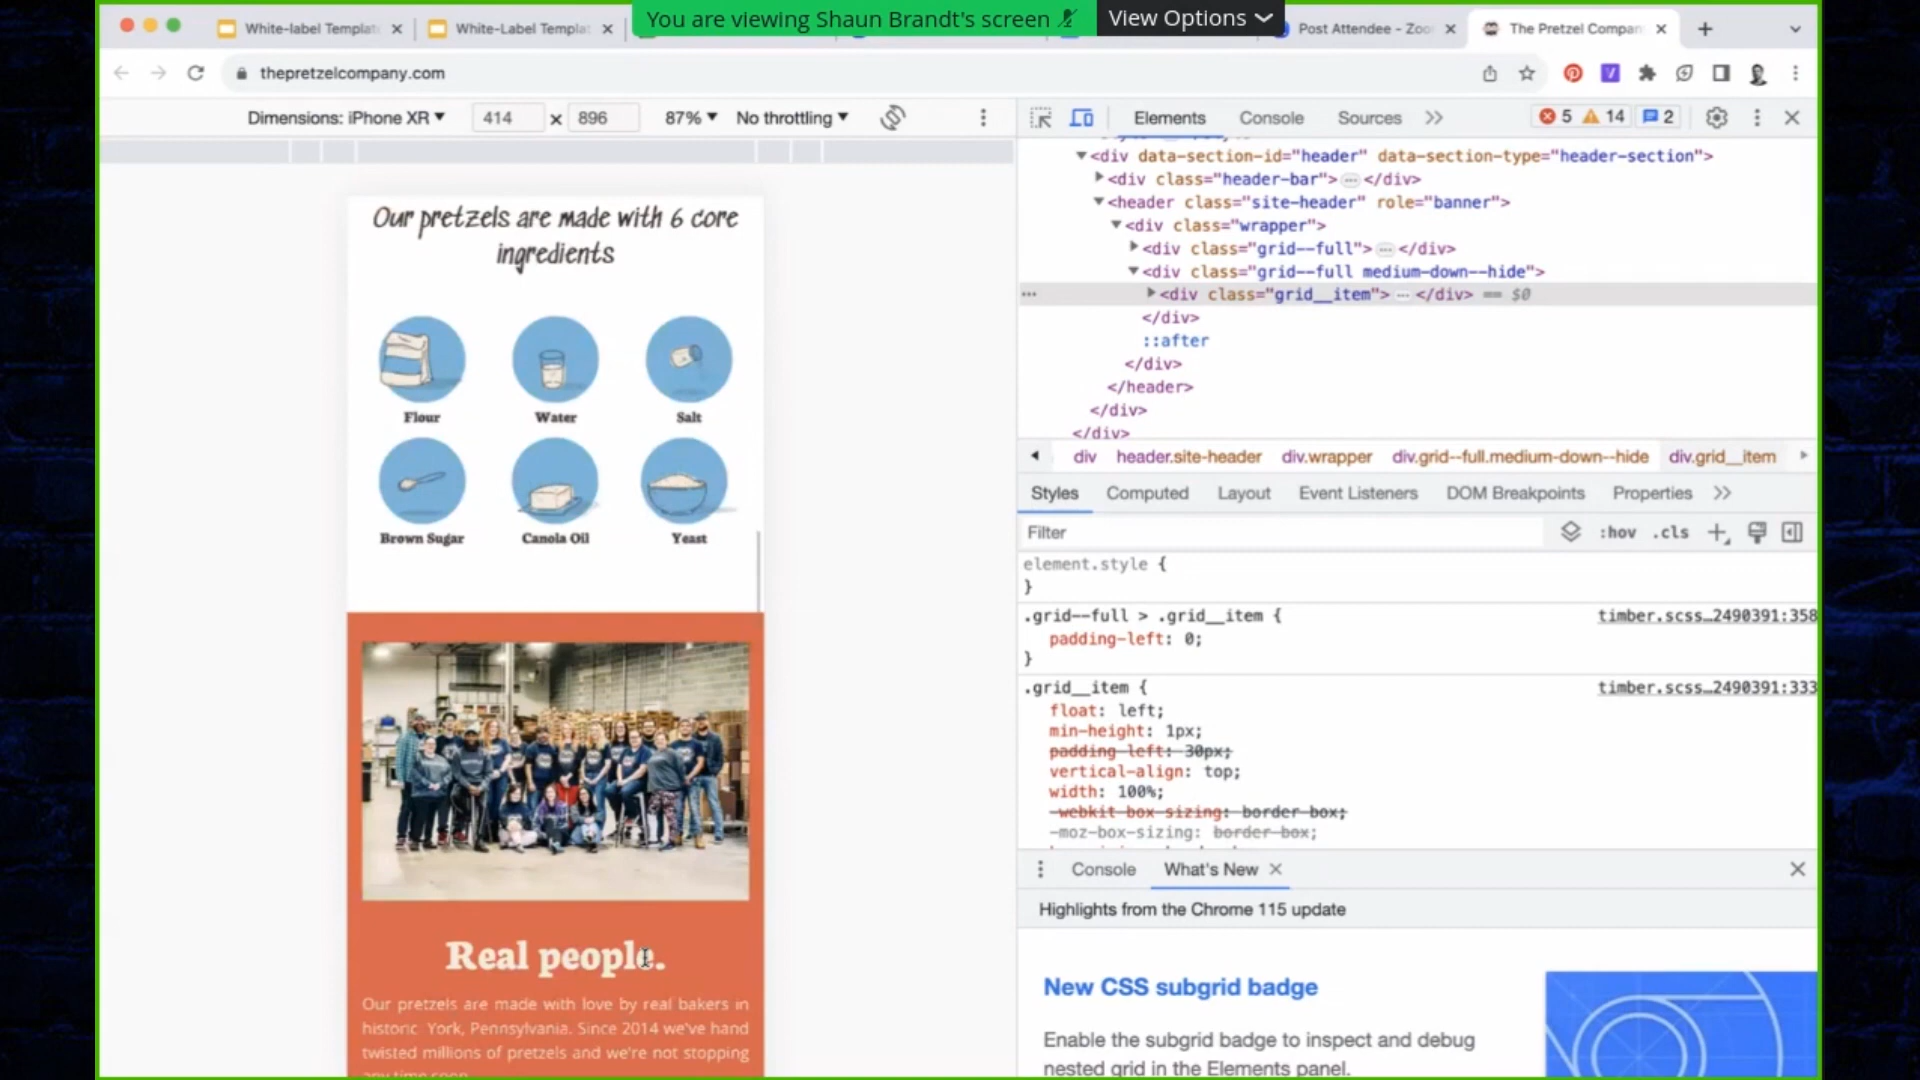 You are viewing Shaun Brandt's screen
View Options
White-label Templat
White-Label Templat
Post Attendee - Zoo
The Pretzel Compan
thepretzelcompany.com
Dimensions: iPhone XR
414 × 896
87%
No throttling
Elements
Console
Sources
5
14
2
<div data-section-id="header" data-section-type="header-section">
<div class="header-bar">…</div>
<header class="site-header" role="banner">
<div class="wrapper">
<div class="grid--full">…</div>
<div class="grid--full medium-down--hide">
<div class="grid__item">…</div> == $0
</div>
::after
</div>
</header>
</div>
</div>
div header.site-header div.wrapper div.grid--full.medium-down--hide div.grid__item
Styles Computed Layout Event Listeners DOM Breakpoints Properties
Filter
:hov .cls
element.style {
}
.grid--full > .grid__item {
timber.scss…2490391:358
padding-left: 0;
}
.grid__item {
timber.scss…2490391:333
float: left;
min-height: 1px;
padding-left: 30px;
vertical-align: top;
width: 100%;
-webkit-box-sizing: border-box;
-moz-box-sizing: border-box;
Console
What's New
Highlights from the Chrome 115 update
New CSS subgrid badge
Enable the subgrid badge to inspect and debug
nested grid in the Elements panel.
Our pretzels are made with 6 core
ingredients
Flour
Water
Salt
Brown Sugar
Canola Oil
Yeast
Real people.
Our pretzels are made with love by real bakers in
historic York, Pennsylvania. Since 2014 we've hand
twisted millions of pretzels and we're not stopping
any time soon